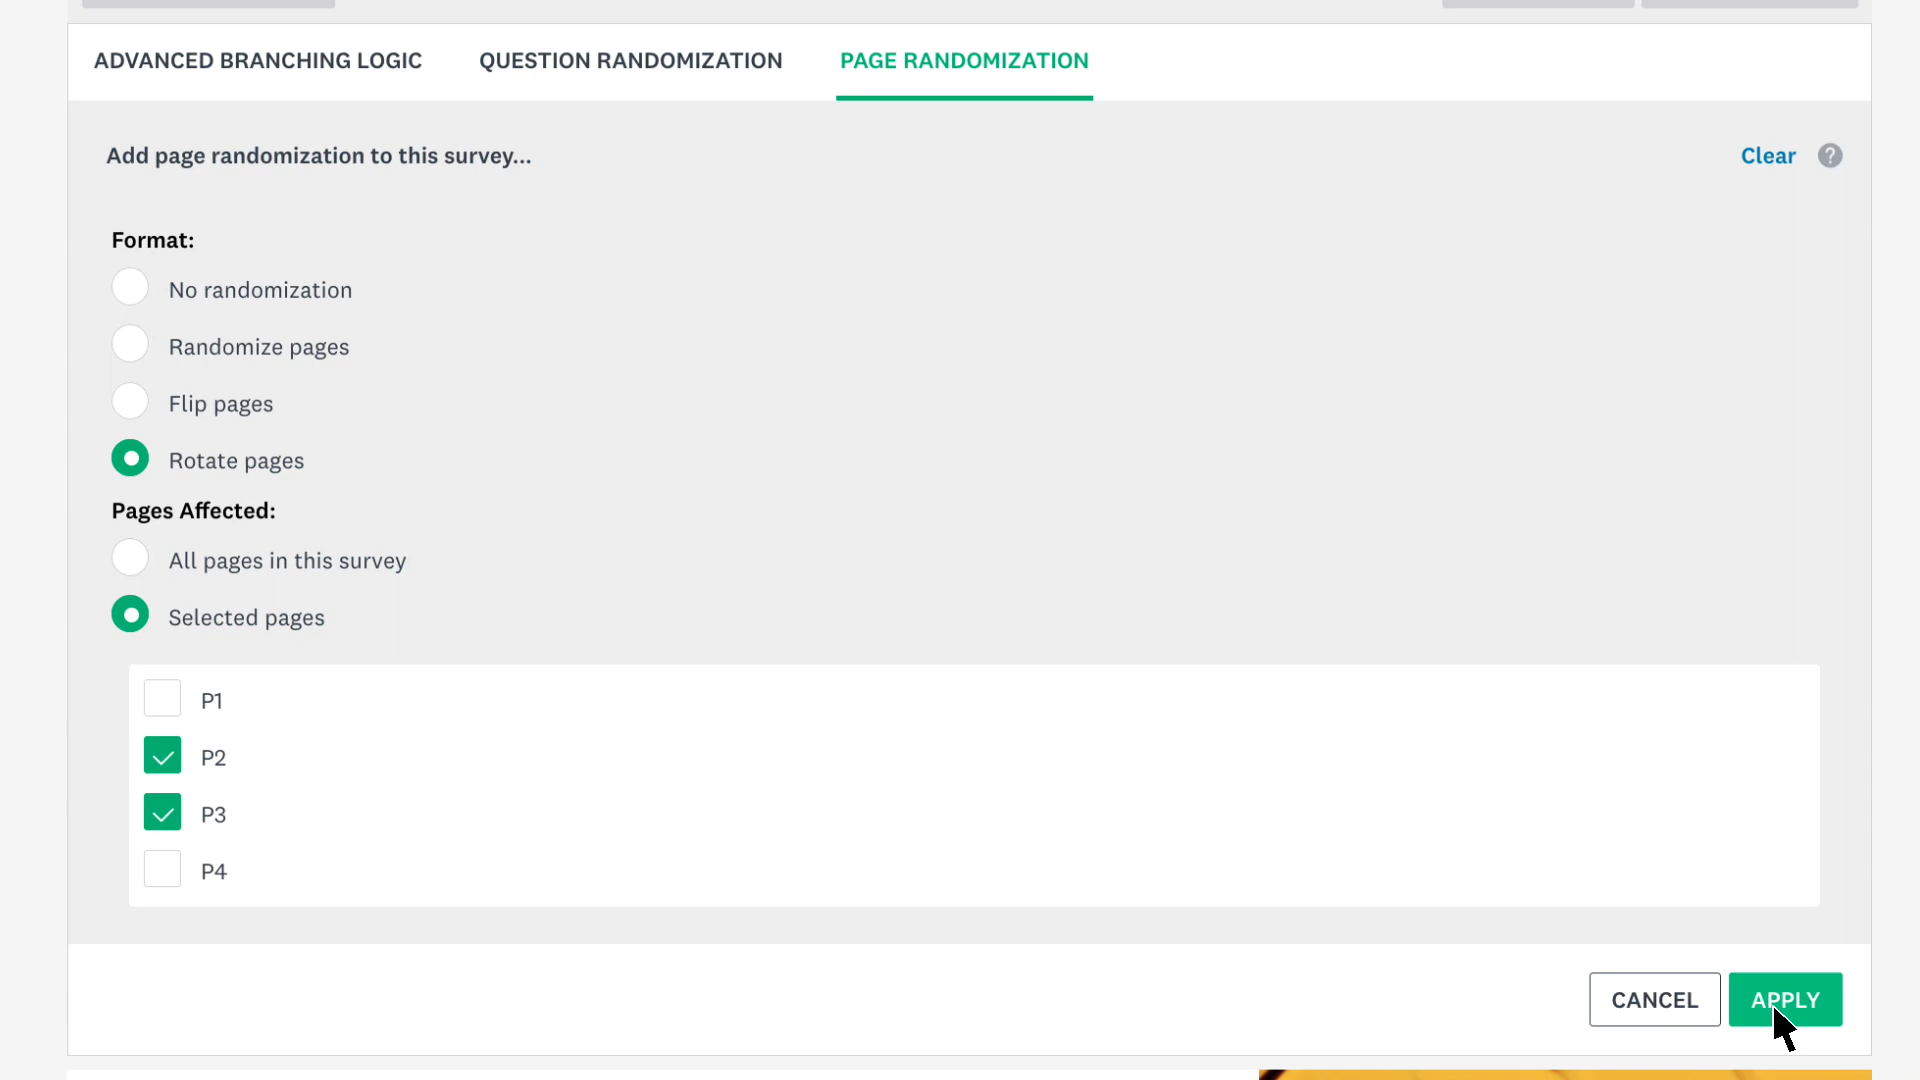 ADVANCED BRANCHING LOGIC QUESTION RANDOMIZATION PAGE RANDOMIZATION
Add page randomization to this survey... Clear ?
Format:
No randomization
Randomize pages
Flip pages
Rotate pages
Pages Affected:
All pages in this survey
Selected pages
P1
P2
P3
P4
CANCEL APPLY